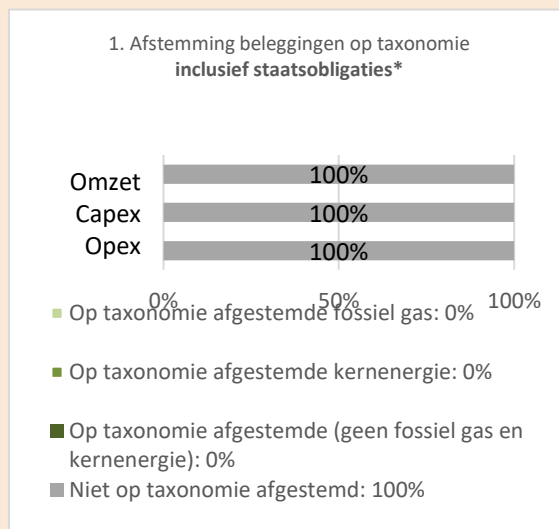 1. Afstemming beleggingen op taxonomie
inclusief staatsobligaties*
Omzet 100%
Capex 100%
Opex 100%
0% 50% 100%
Op taxonomie afgestemde fossiel gas: 0%
Op taxonomie afgestemde kernenergie: 0%
Op taxonomie afgestemde (geen fossiel gas en
kernenergie): 0%
Niet op taxonomie afgestemd: 100%